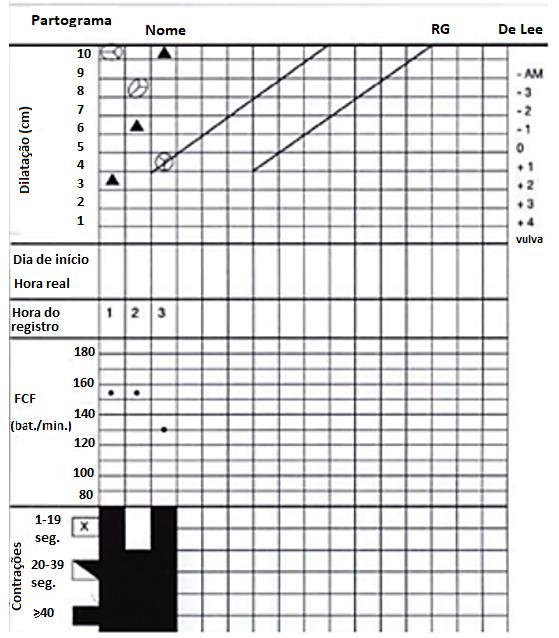 Partograma Nome RG De Lee
Dilatação (cm)
10
9
8
7
6
5
4
3
2
1
- AM
- 3
- 2
- 1
0
+ 1
+ 2
+ 3
+ 4
vulva
Dia de início
Hora real
Hora do
registro
1 2 3
FCF
(bat./min.)
180
160
140
120
100
80
Contrações
1-19
seg.
X
20-39
seg.
≥40